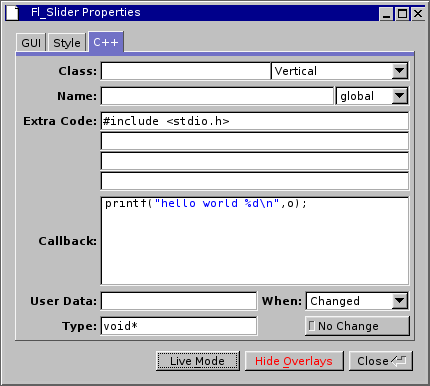 Fl_Slider Properties
GUI Style C++
Class: Vertical
Name: global
Extra Code: #include <stdio.h>
printf("hello world %d\n",o);
Callback:
User Data: When: Changed
Type: void* No Change
Live Mode Hide Overlays Close